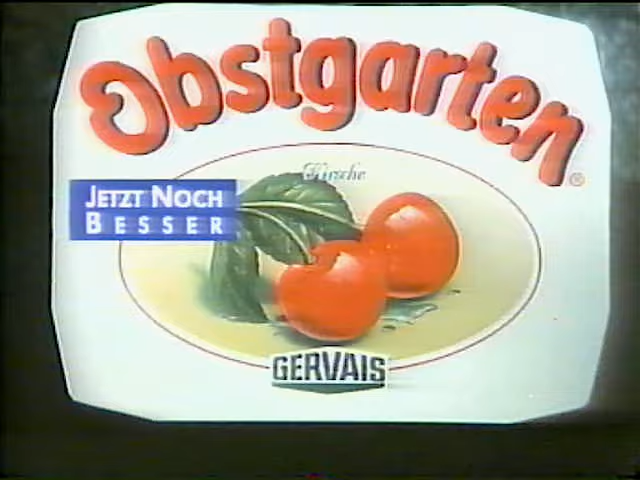 Obstgarten®
Kirsche
JETZT NOCH
BESSER
GERVAIS